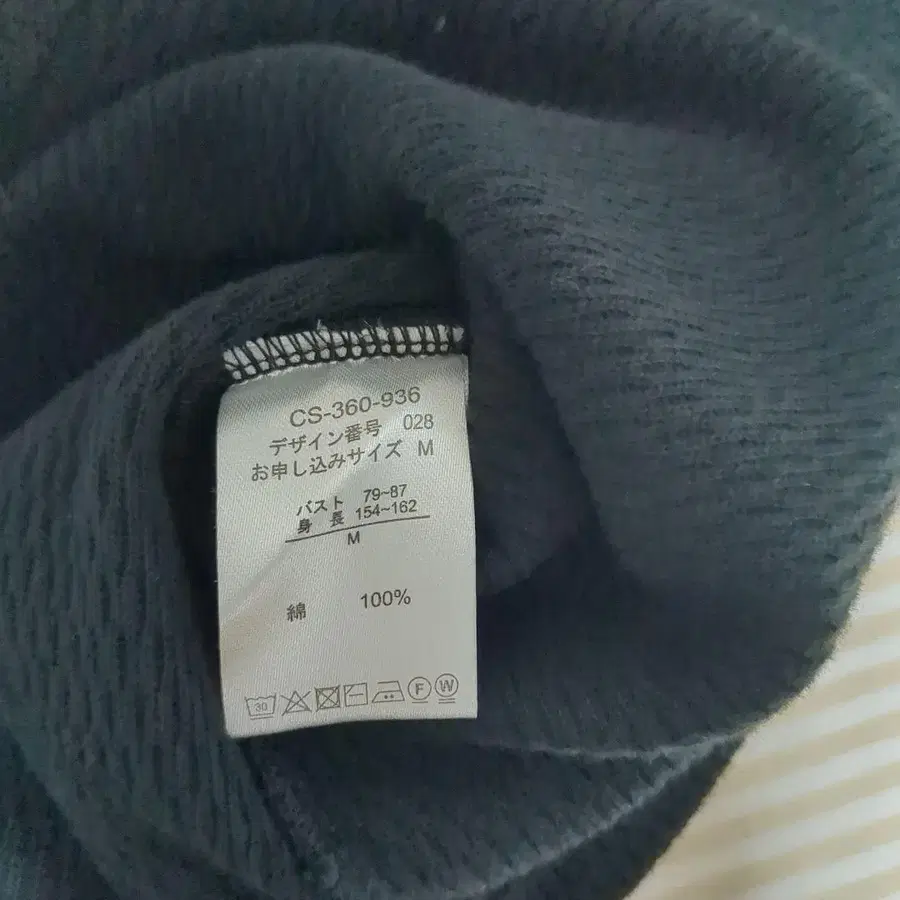 CS-360-936
デザイン番号 028
お申し込みサイズ M
バスト 79~87
身長 154~162
M
綿 100%
30 F W